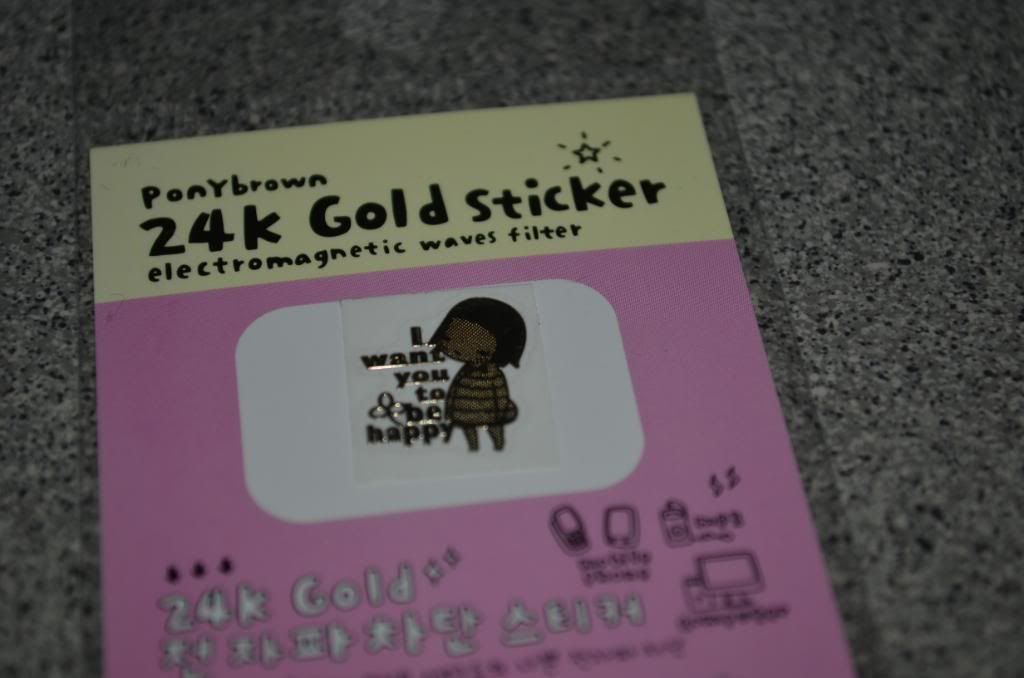 PonYbrown
24k Gold Sticker
electromagnetic waves filter
I
want
you
to
be
happy
24k Gold
전자파차단 스티커